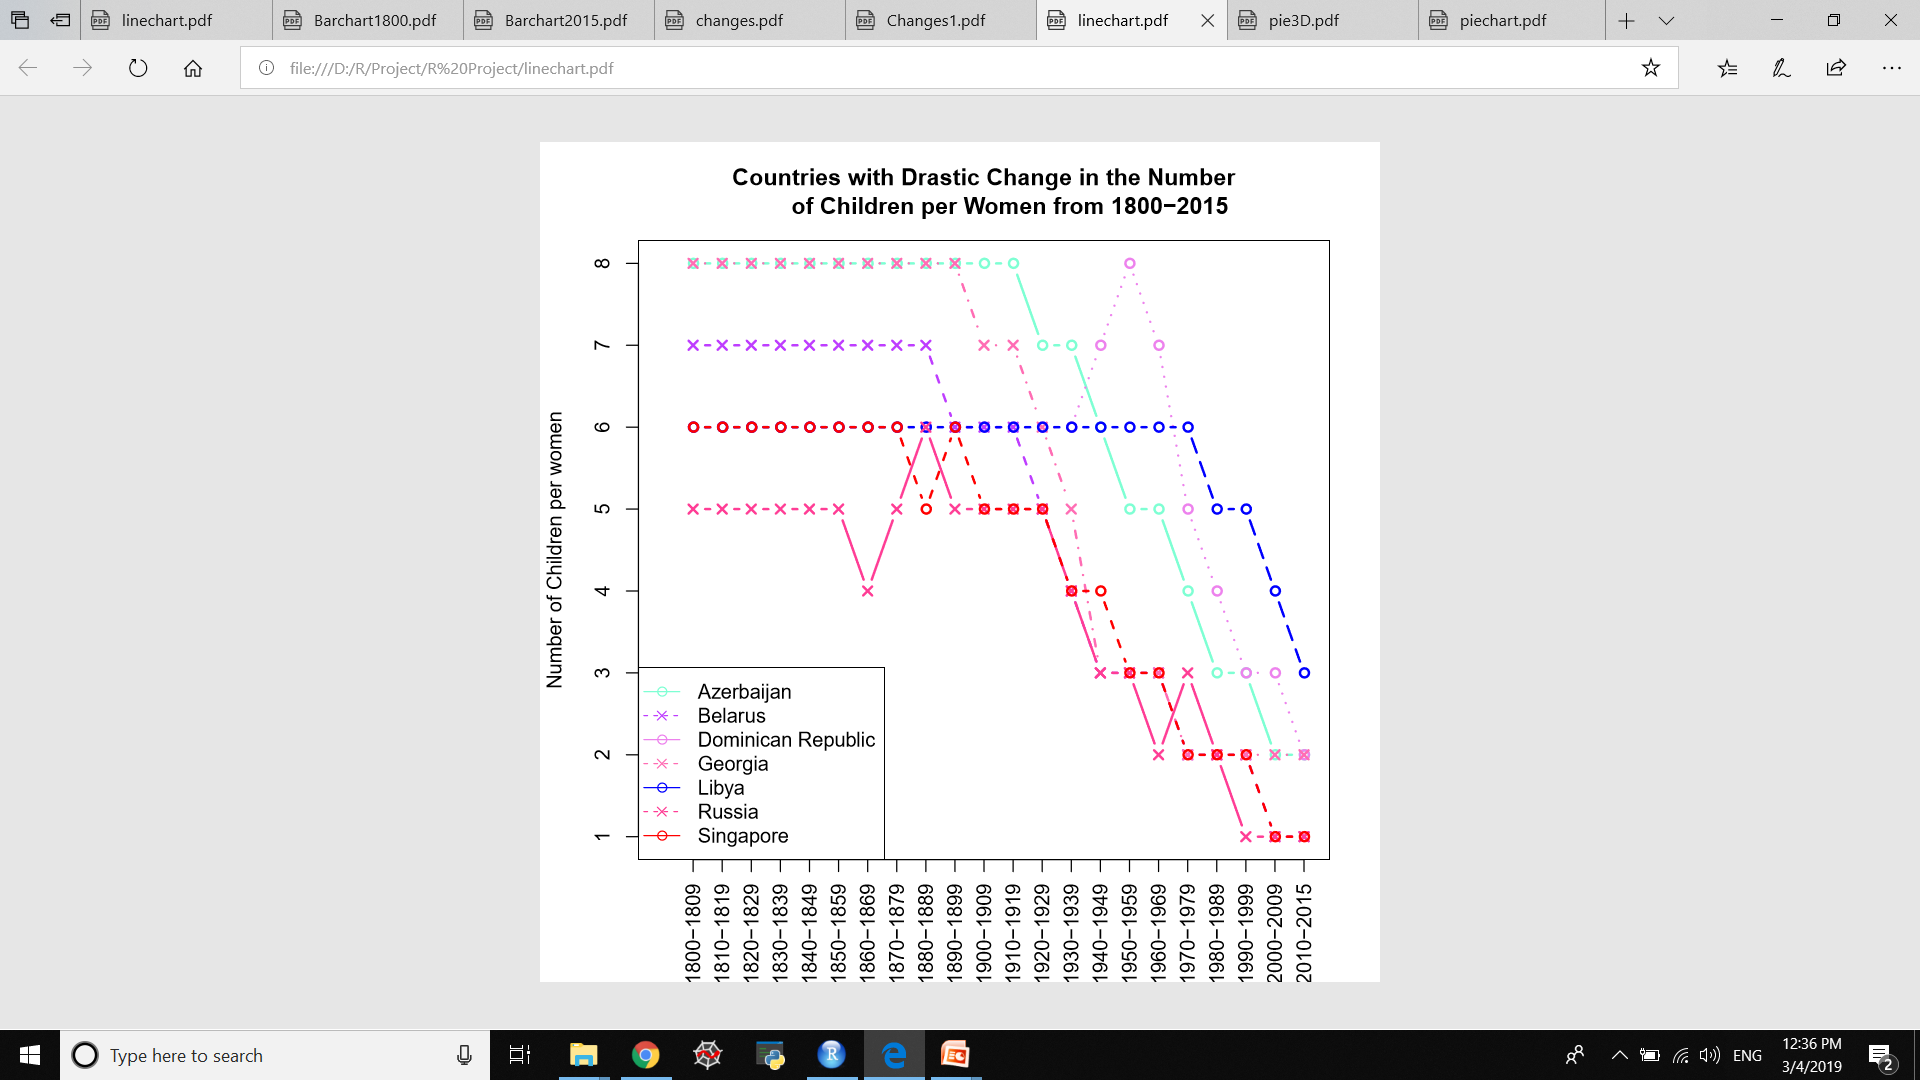 linechart.pdf
Barchart1800.pdf
Barchart2015.pdf
changes.pdf
Changes1.pdf
linechart.pdf
pie3D.pdf
piechart.pdf
file:///D:/R/Project/R%20Project/linechart.pdf
Countries with Drastic Change in the Number
of Children per Women from 1800−2015
Number of Children per women
8
7
6
5
4
3
2
1
Azerbaijan
Belarus
Dominican Republic
Georgia
Libya
Russia
Singapore
1800−1809
1810−1819
1820−1829
1830−1839
1840−1849
1850−1859
1860−1869
1870−1879
1880−1889
1890−1899
1900−1909
1910−1919
1920−1929
1930−1939
1940−1949
1950−1959
1960−1969
1970−1979
1980−1989
1990−1999
2000−2009
2010−2015
Type here to search
ENG
12:36 PM
3/4/2019
2